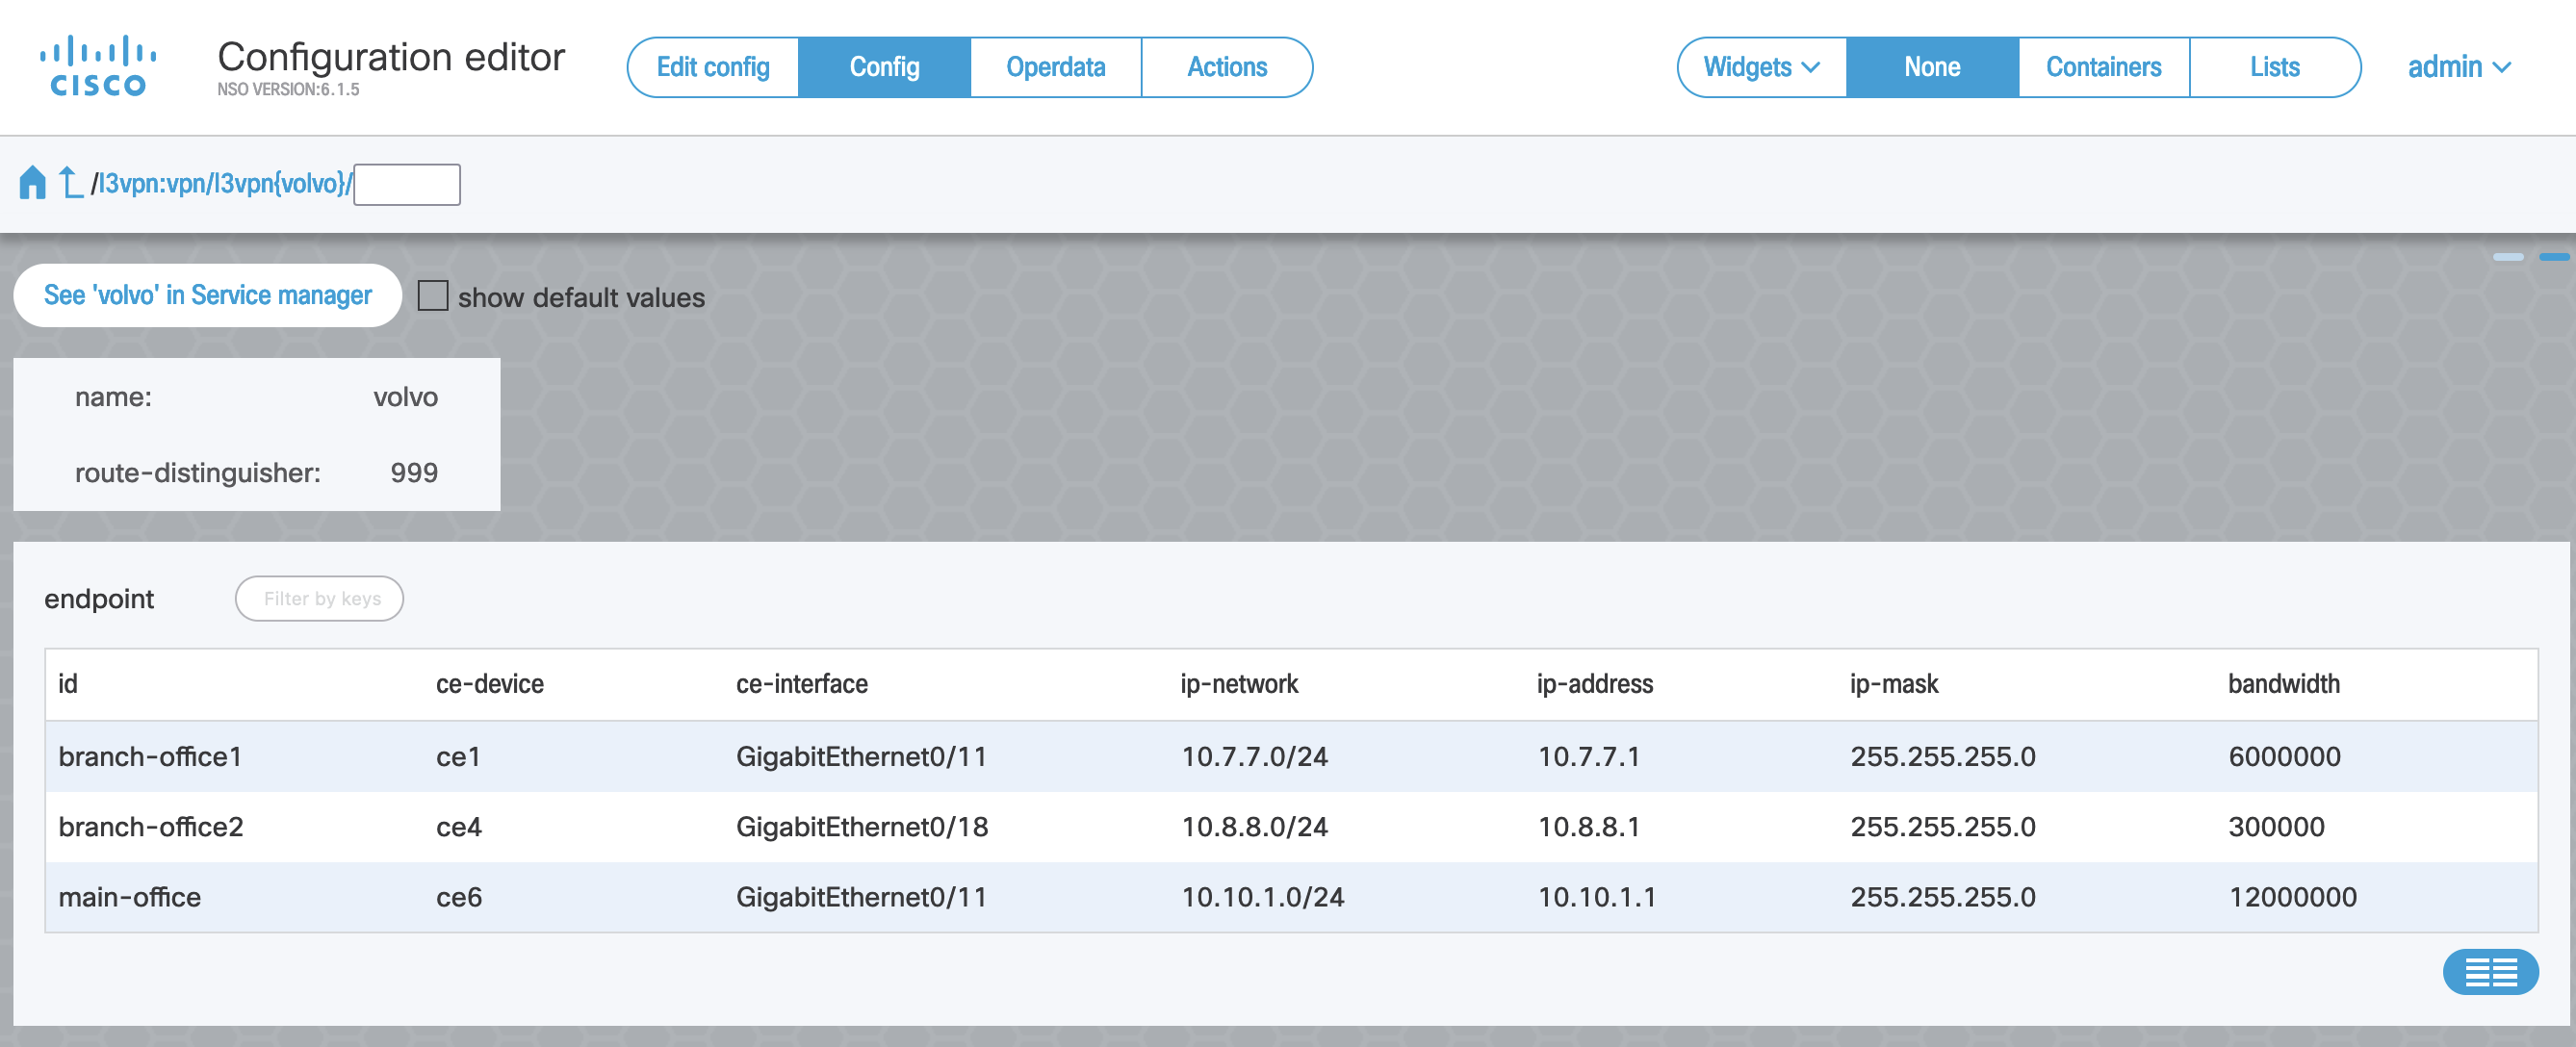 CISCO
Configuration editor
NSO VERSION:6.1.5
Edit config Config Operdata Actions
Widgets None Containers Lists
admin
/l3vpn:vpn/l3vpn{volvo}/
See 'volvo' in Service manager
show default values
name: volvo
route-distinguisher: 999
endpoint Filter by keys
id ce-device ce-interface ip-network ip-address ip-mask bandwidth
branch-office1 ce1 GigabitEthernet0/11 10.7.7.0/24 10.7.7.1 255.255.255.0 6000000
branch-office2 ce4 GigabitEthernet0/18 10.8.8.0/24 10.8.8.1 255.255.255.0 300000
main-office ce6 GigabitEthernet0/11 10.10.1.0/24 10.10.1.1 255.255.255.0 12000000